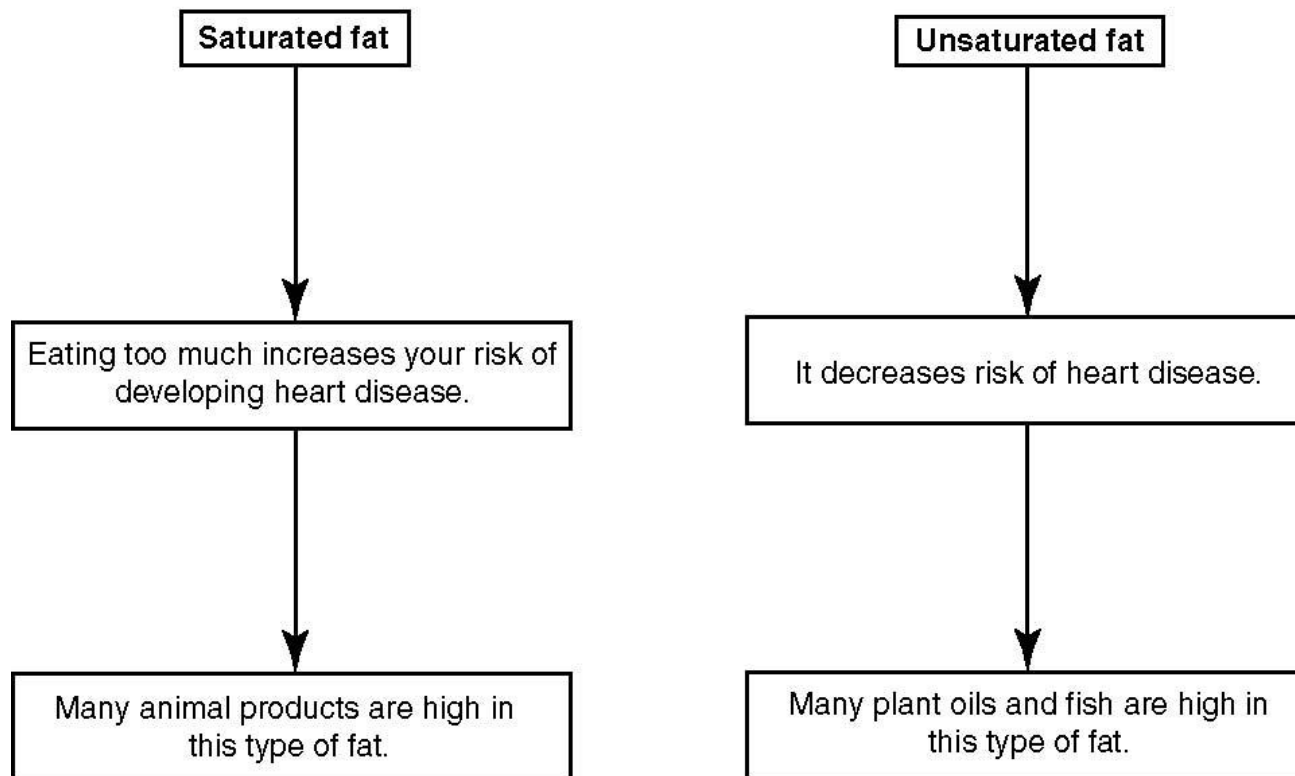 Saturated fat
Eating too much increases your risk of
developing heart disease.
Many animal products are high in
this type of fat.
Unsaturated fat
It decreases risk of heart disease.
Many plant oils and fish are high in
this type of fat.